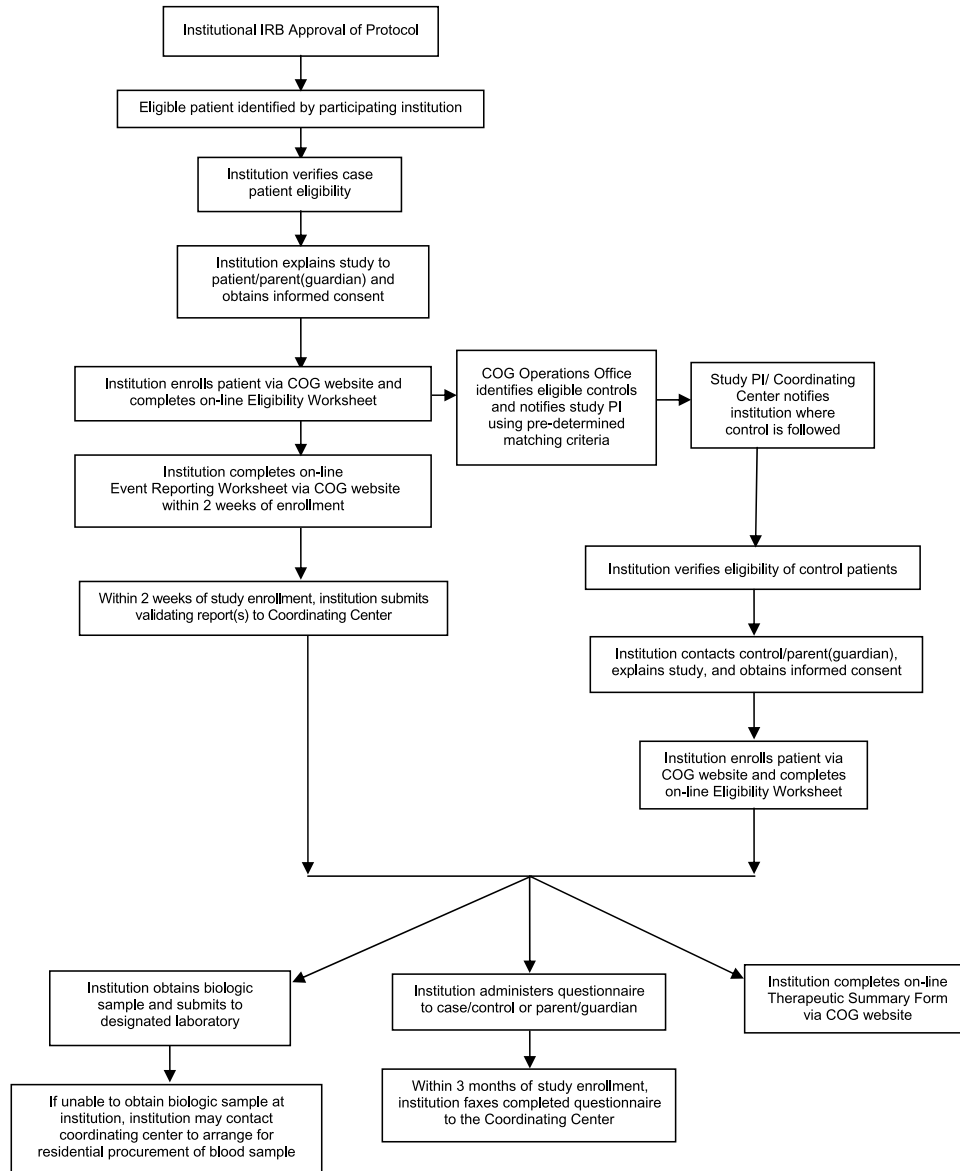 Institutional IRB Approval of Protocol
Eligible patient identified by participating institution
Institution verifies case
patient eligibility
Institution explains study to
patient/parent(guardian) and
obtains informed consent
Institution enrolls patient via COG website and
completes on-line Eligibility Worksheet
COG Operations Office
identifies eligible controls
and notifies study PI
using pre-determined
matching criteria
Study PI/ Coordinating
Center notifies
institution where
control is followed
Institution completes on-line
Event Reporting Worksheet via COG website
within 2 weeks of enrollment
Institution verifies eligibility of control patients
Within 2 weeks of study enrollment, institution submits
validating report(s) to Coordinating Center
Institution contacts control/parent(guardian),
explains study, and obtains informed consent
Institution enrolls patient via
COG website and completes
on-line Eligibility Worksheet
Institution obtains biologic
sample and submits to
designated laboratory
Institution administers questionnaire
to case/control or parent/guardian
Institution completes on-line
Therapeutic Summary Form
via COG website
If unable to obtain biologic sample at
institution, institution may contact
coordinating center to arrange for
residential procurement of blood sample
Within 3 months of study enrollment,
institution faxes completed questionnaire
to the Coordinating Center